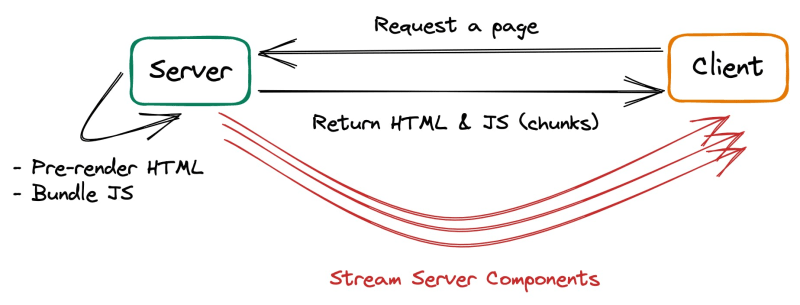 Request a page
Server
Client
Return HTML & JS (chunks)
- Pre-render HTML
- Bundle JS
Stream Server Components